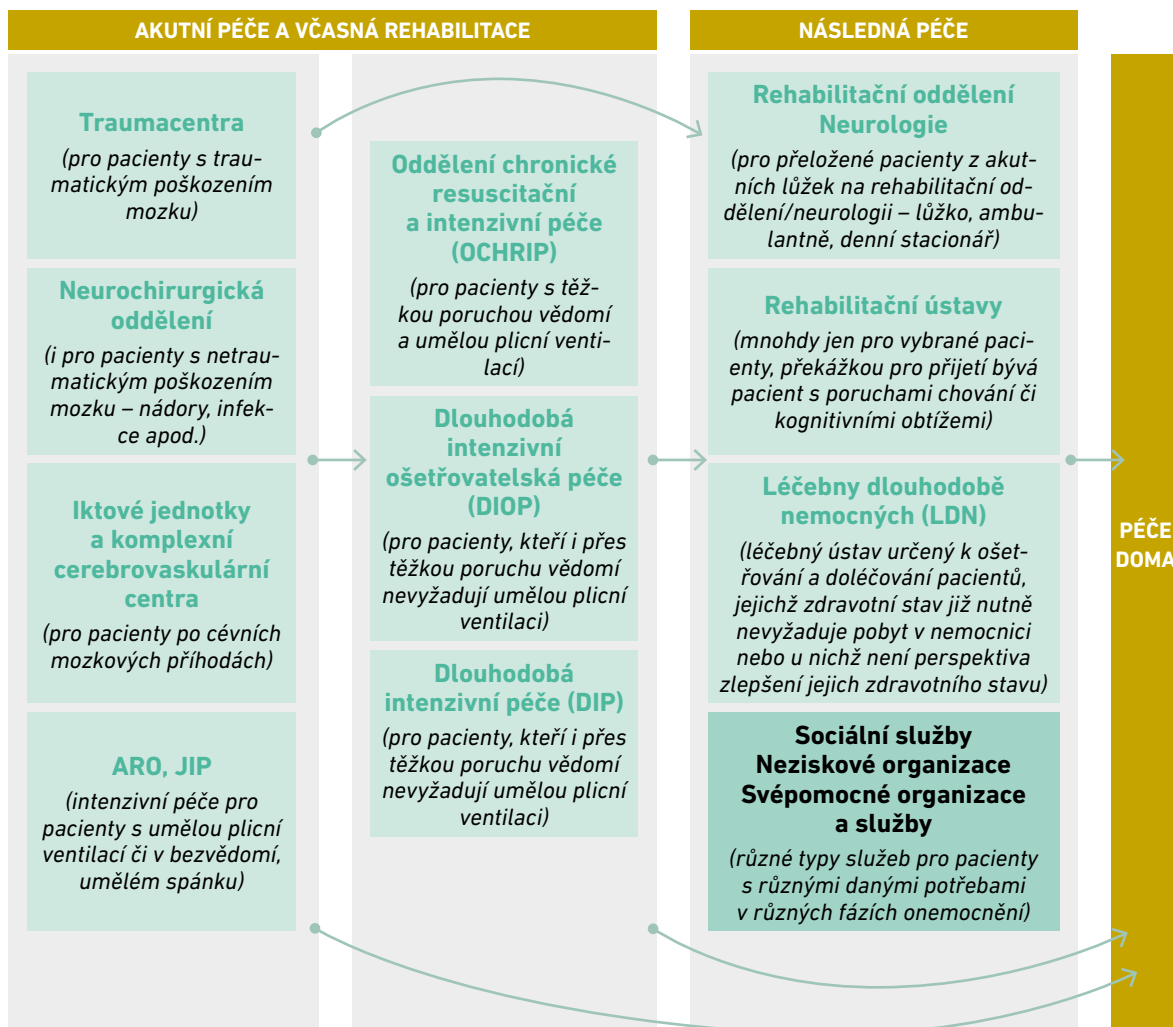 AKUTNÍ PÉČE A VČASNÁ REHABILITACE
Traumacentra
(pro pacienty s trau-
matickým poškozením
mozku)
Neurochirurgická
oddělení
(i pro pacienty s netrau-
matickým poškozením
mozku – nádory, infek-
ce apod.)
Iktové jednotky
a komplexní
cerebrovaskulární
centra
(pro pacienty po cévních
mozkových příhodách)
ARO, JIP
(intenzivní péče pro
pacienty s umělou plicní
ventilací či v bezvědomí,
umělém spánku)
Oddělení chronické
resuscitační
a intenzivní péče
(OCHRIP)
(pro pacienty s těž-
kou poruchou vědomí
a umělou plicní venti-
lací)
Dlouhodobá
intenzivní
ošetřovatelská péče
(DIOP)
(pro pacienty, kteří i přes
těžkou poruchu vědomí
nevyžadují umělou plicní
ventilaci)
Dlouhodobá
intenzivní péče (DIP)
(pro pacienty, kteří i přes
těžkou poruchu vědomí
nevyžadují umělou plicní
ventilaci)
NÁSLEDNÁ PÉČE
Rehabilitační oddělení
Neurologie
(pro přeložené pacienty z akut-
ních lůžek na rehabilitační od-
dělení/neurologii – lůžko, ambu-
lantně, denní stacionář)
Rehabilitační ústavy
(mnohdy jen pro vybrané paci-
enty, překážkou pro přijetí bývá
pacient s poruchami chování či
kognitivními obtížemi)
Léčebny dlouhodobě
nemocných (LDN)
(léčebný ústav určený k ošet-
řování a doléčování pacientů,
jejichž zdravotní stav již nutně
nevyžaduje pobyt v nemocnici
nebo u nichž není perspektiva
zlepšení jejich zdravotního stavu)
Sociální služby
Neziskové organizace
Svépomocné organizace
a služby
(různé typy služeb pro pacienty
s různými danými potřebami
v různých fázích onemocnění)
PÉČE
DOMA